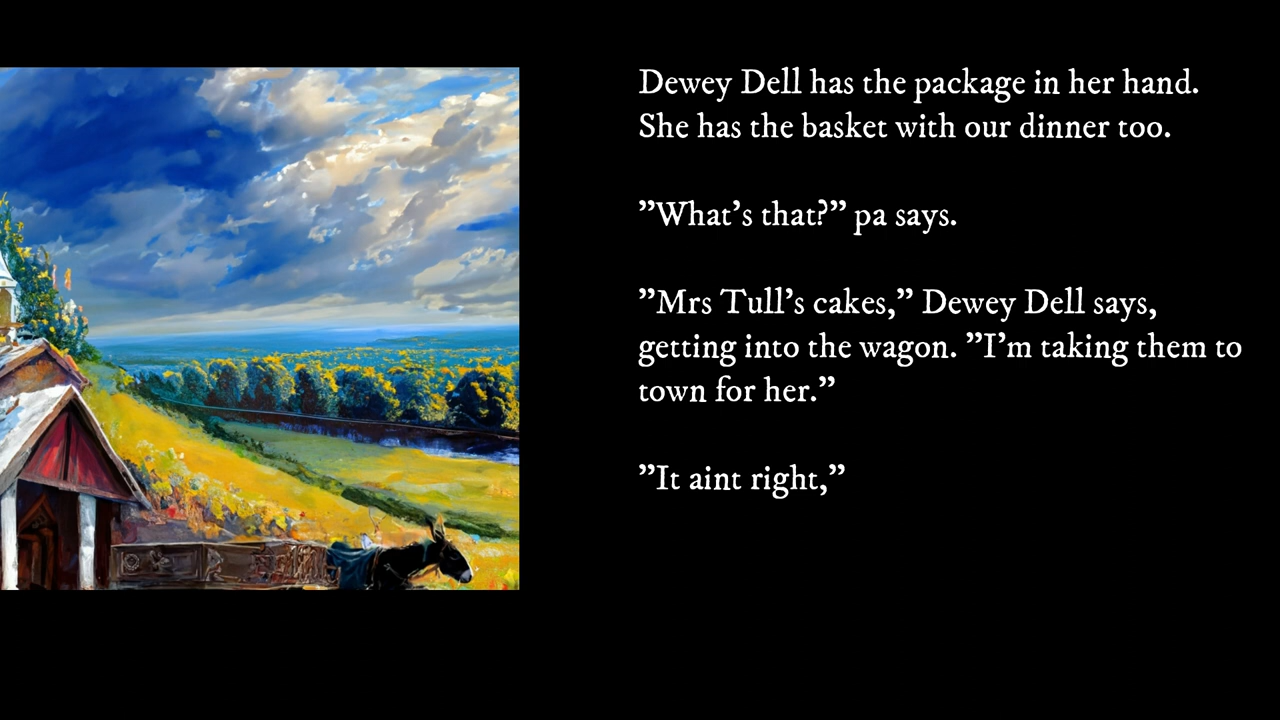 Dewey Dell has the package in her hand.
She has the basket with our dinner too.
”What’s that?” pa says.
”Mrs Tull’s cakes,” Dewey Dell says,
getting into the wagon. ”I’m taking them to
town for her.”
”It aint right,”